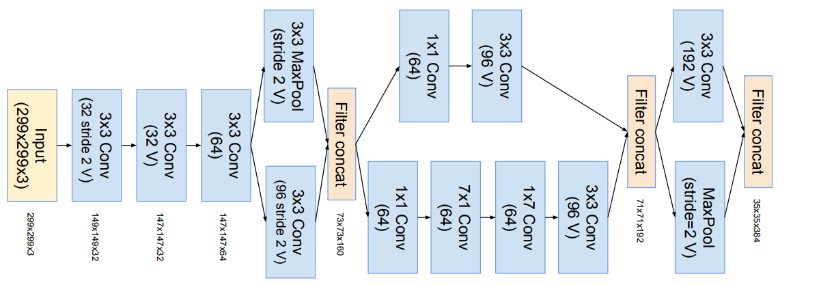 Input
(299x299x3)
299x299x3
3x3 Conv
(32 stride 2 V)
149x149x32
3x3 Conv
(32 V)
147x147x32
3x3 Conv
(64)
147x147x64
3x3 MaxPool
(stride 2 V)
3x3 Conv
(96 stride 2 V)
Filter concat
73x73x160
1x1 Conv
(64)
3x3 Conv
(96 V)
1x1 Conv
(64)
7x1 Conv
(64)
1x7 Conv
(64)
3x3 Conv
(96 V)
Filter concat
71x71x192
3x3 Conv
(192 V)
MaxPool
(stride=2 V)
Filter concat
35x35x384